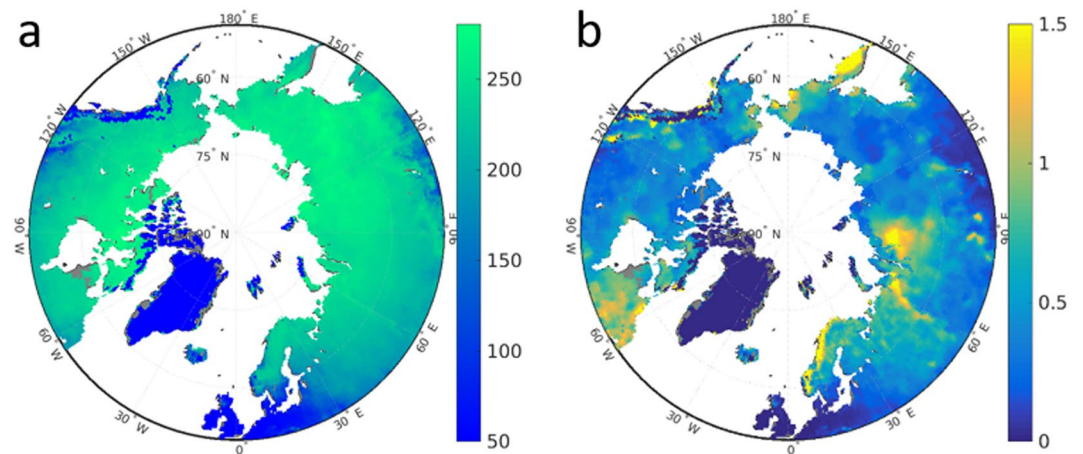 a
180° E
150° W
150° E
120° W
60° N
120° E
75° N
90° W
90° N
90° E
60° W
60° E
30° W
30° E
0°
250
200
150
100
50
b
180° E
150° W
150° E
120° W
60° N
120° E
75° N
90° W
90° N
90° E
60° W
60° E
30° W
30° E
0°
1.5
1
0.5
0